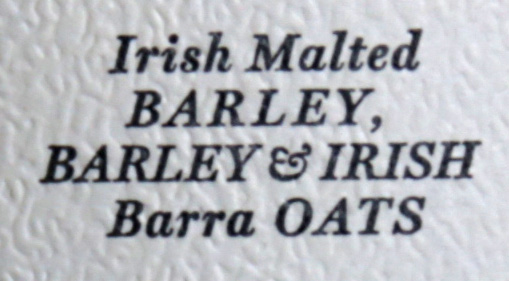 Irish Malted
BARLEY,
BARLEY & IRISH
Barra OATS